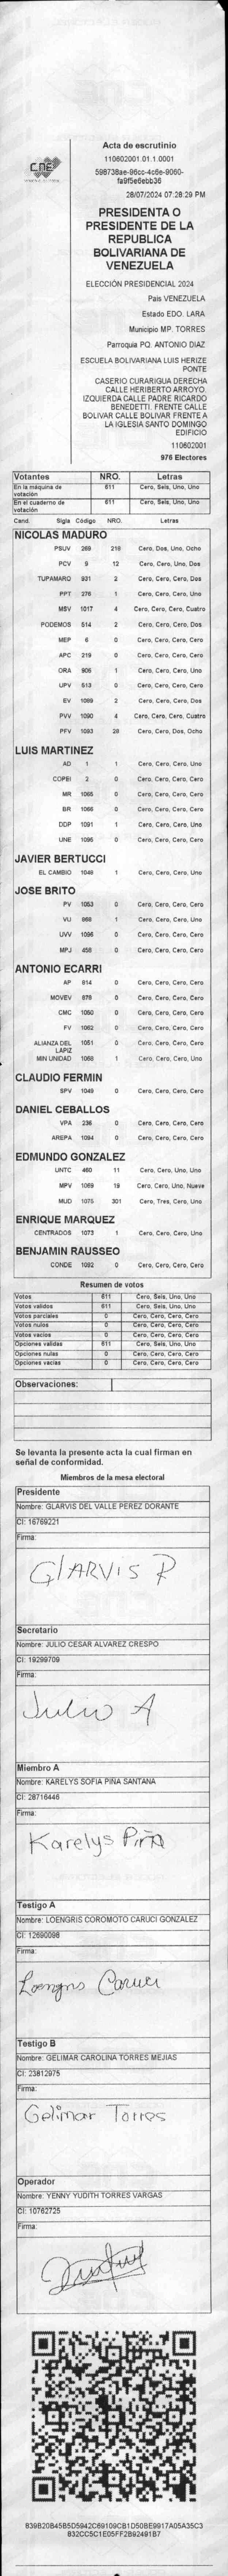 CNE
Acta de escrutinio
110602001.01.1.0001
598738ae-96cc-4c6e-9060-
fa9f5e6ebb36
28/07/2024 07:28:29 PM
PRESIDENTA O
PRESIDENTE DE LA
REPUBLICA
BOLIVARIANA DE
VENEZUELA
ELECCIÓN PRESIDENCIAL 2024
País VENEZUELA
Estado EDO. LARA
Municipio MP. TORRES
Parroquia PQ. ANTONIO DIAZ
ESCUELA BOLIVARIANA LUIS HERIZE
PONTE
CASERIO CURARIGUA DERECHA
CALLE HERIBERTO ARROYO.
IZQUIERDA CALLE PADRE RICARDO
BENEDETTI. FRENTE CALLE
BOLIVAR CALLE BOLIVAR FRENTE A
LA IGLESIA SANTO DOMINGO
EDIFICIO
110602001
976 Electores
Votantes NRO. Letras
En la máquina de votación 611 Cero, Seis, Uno, Uno
En el cuaderno de votación 611 Cero, Seis, Uno, Uno
Cand. Sigla Código NRO. Letras
NICOLAS MADURO
PSUV 269 218 Cero, Dos, Uno, Ocho
PCV 9 12 Cero, Cero, Uno, Dos
TUPAMARO 931 2 Cero, Cero, Cero, Dos
PPT 276 1 Cero, Cero, Cero, Uno
MSV 1017 4 Cero, Cero, Cero, Cuatro
PODEMOS 514 2 Cero, Cero, Cero, Dos
MEP 6 0 Cero, Cero, Cero, Cero
APC 219 0 Cero, Cero, Cero, Cero
ORA 906 1 Cero, Cero, Cero, Uno
UPV 613 0 Cero, Cero, Cero, Cero
EV 1089 2 Cero, Cero, Cero, Dos
PVV 1090 4 Cero, Cero, Cero, Cuatro
PFV 1093 28 Cero, Cero, Dos, Ocho
LUIS MARTINEZ
AD 1 1 Cero, Cero, Cero, Uno
COPEI 2 0 Cero, Cero, Cero, Cero
MR 1065 0 Cero, Cero, Cero, Cero
BR 1066 0 Cero, Cero, Cero, Cero
DDP 1091 1 Cero, Cero, Cero, Uno
UNE 1095 0 Cero, Cero, Cero, Cero
JAVIER BERTUCCI
EL CAMBIO 1048 1 Cero, Cero, Cero, Uno
JOSE BRITO
PV 1053 0 Cero, Cero, Cero, Cero
VU 868 1 Cero, Cero, Cero, Uno
UVV 1096 0 Cero, Cero, Cero, Cero
MPJ 458 0 Cero, Cero, Cero, Cero
ANTONIO ECARRI
AP 814 0 Cero, Cero, Cero, Cero
MOVEV 878 0 Cero, Cero, Cero, Cero
CMC 1050 0 Cero, Cero, Cero, Cero
FV 1062 0 Cero, Cero, Cero, Cero
ALIANZA DEL LAPIZ 1051 0 Cero, Cero, Cero, Cero
MIN UNIDAD 1068 1 Cero, Cero, Cero, Uno
CLAUDIO FERMIN
SPV 1049 0 Cero, Cero, Cero, Cero
DANIEL CEBALLOS
VPA 236 0 Cero, Cero, Cero, Cero
AREPA 1094 0 Cero, Cero, Cero, Cero
EDMUNDO GONZALEZ
UNTC 480 11 Cero, Cero, Uno, Uno
MPV 1069 19 Cero, Cero, Uno, Nueve
MUD 1075 301 Cero, Tres, Cero, Uno
ENRIQUE MARQUEZ
CENTRADOS 1073 1 Cero, Cero, Cero, Uno
BENJAMIN RAUSSEO
CONDE 1092 0 Cero, Cero, Cero, Cero
Resumen de votos
Votos 611 Cero, Seis, Uno, Uno
Votos validos 611 Cero, Seis, Uno, Uno
Votos parciales 0 Cero, Cero, Cero, Cero
Votos nulos 0 Cero, Cero, Cero, Cero
Votos vacios 0 Cero, Cero, Cero, Cero
Opciones validas 611 Cero, Seis, Uno, Uno
Opciones nulas 0 Cero, Cero, Cero, Cero
Opciones vacias 0 Cero, Cero, Cero, Cero
Observaciones:
Se levanta la presente acta la cual firman en
señal de conformidad.
Miembros de la mesa electoral
Presidente
Nombre: GLARVIS DEL VALLE PEREZ DORANTE
CI: 16769221
Firma:
GlARVis P
Secretario
Nombre: JULIO CESAR ALVAREZ CRESPO
CI: 19299709
Firma:
Julio A
Miembro A
Nombre: KARELYS SOFIA PIÑA SANTANA
CI: 28716446
Firma:
Karelys Piña
Testigo A
Nombre: LOENGRIS COROMOTO CARUCI GONZALEZ
CI: 12690098
Firma:
Loengris Caruci
Testigo B
Nombre: GELIMAR CAROLINA TORRES MEJIAS
CI: 23812975
Firma:
Gelimar Torres
Operador
Nombre: YENNY YUDITH TORRES VARGAS
CI: 10762725
Firma:
839B20B45B5D5942C69109CB1D50BE9917A05A35C3
832CC5C1E05FF2B92491B7